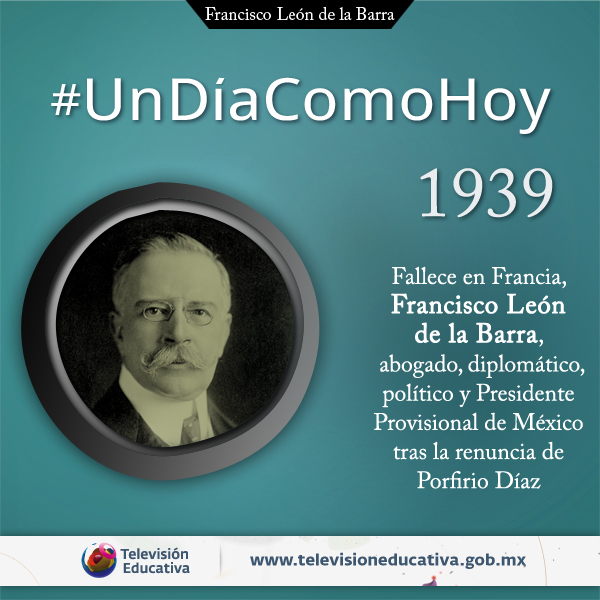 Francisco León de la Barra
#UnDíaComoHoy
1939
Fallece en Francia,
Francisco León
de la Barra,
abogado, diplomático,
político y Presidente
Provisional de México
tras la renuncia de
Porfirio Díaz
Televisión
Educativa
www.televisioneducativa.gob.mx